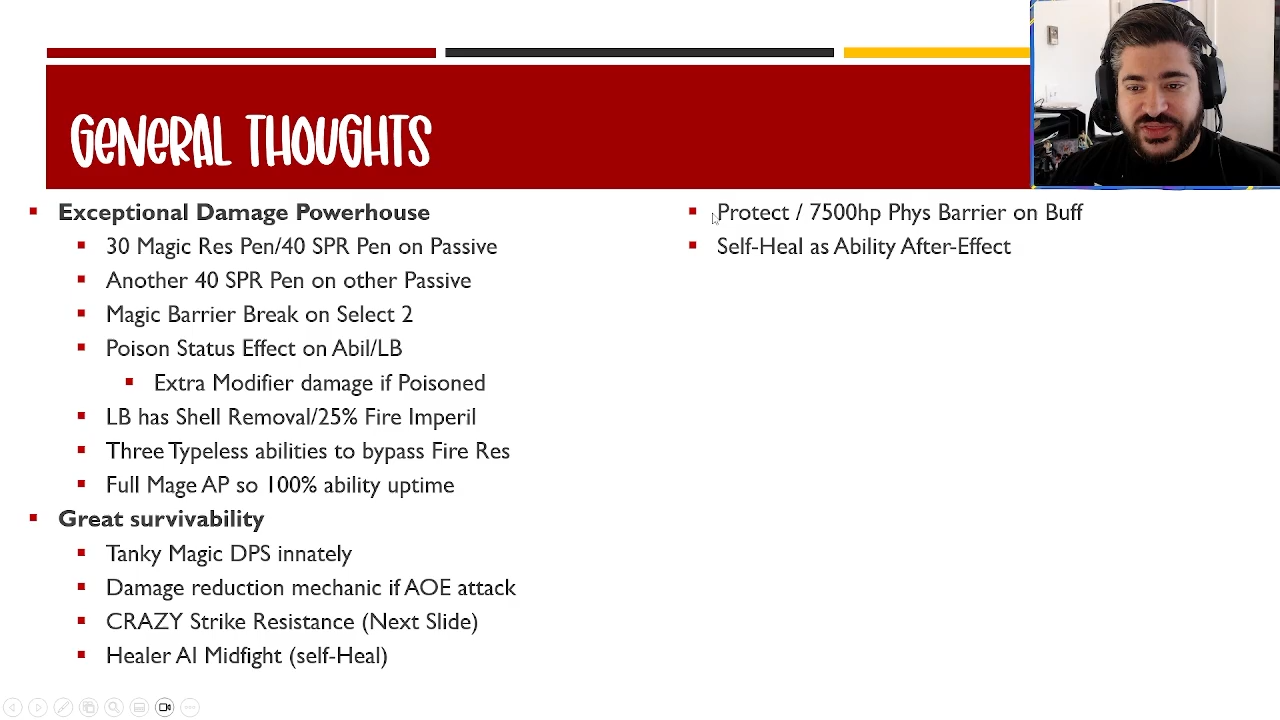 GENERAL THOUGHTS
Exceptional Damage Powerhouse
30 Magic Res Pen/40 SPR Pen on Passive
Another 40 SPR Pen on other Passive
Magic Barrier Break on Select 2
Poison Status Effect on Abil/LB
Extra Modifier damage if Poisoned
LB has Shell Removal/25% Fire Imperil
Three Typeless abilities to bypass Fire Res
Full Mage AP so 100% ability uptime
Great survivability
Tanky Magic DPS innately
Damage reduction mechanic if AOE attack
CRAZY Strike Resistance (Next Slide)
Healer AI Midfight (self-Heal)
Protect / 7500hp Phys Barrier on Buff
Self-Heal as Ability After-Effect